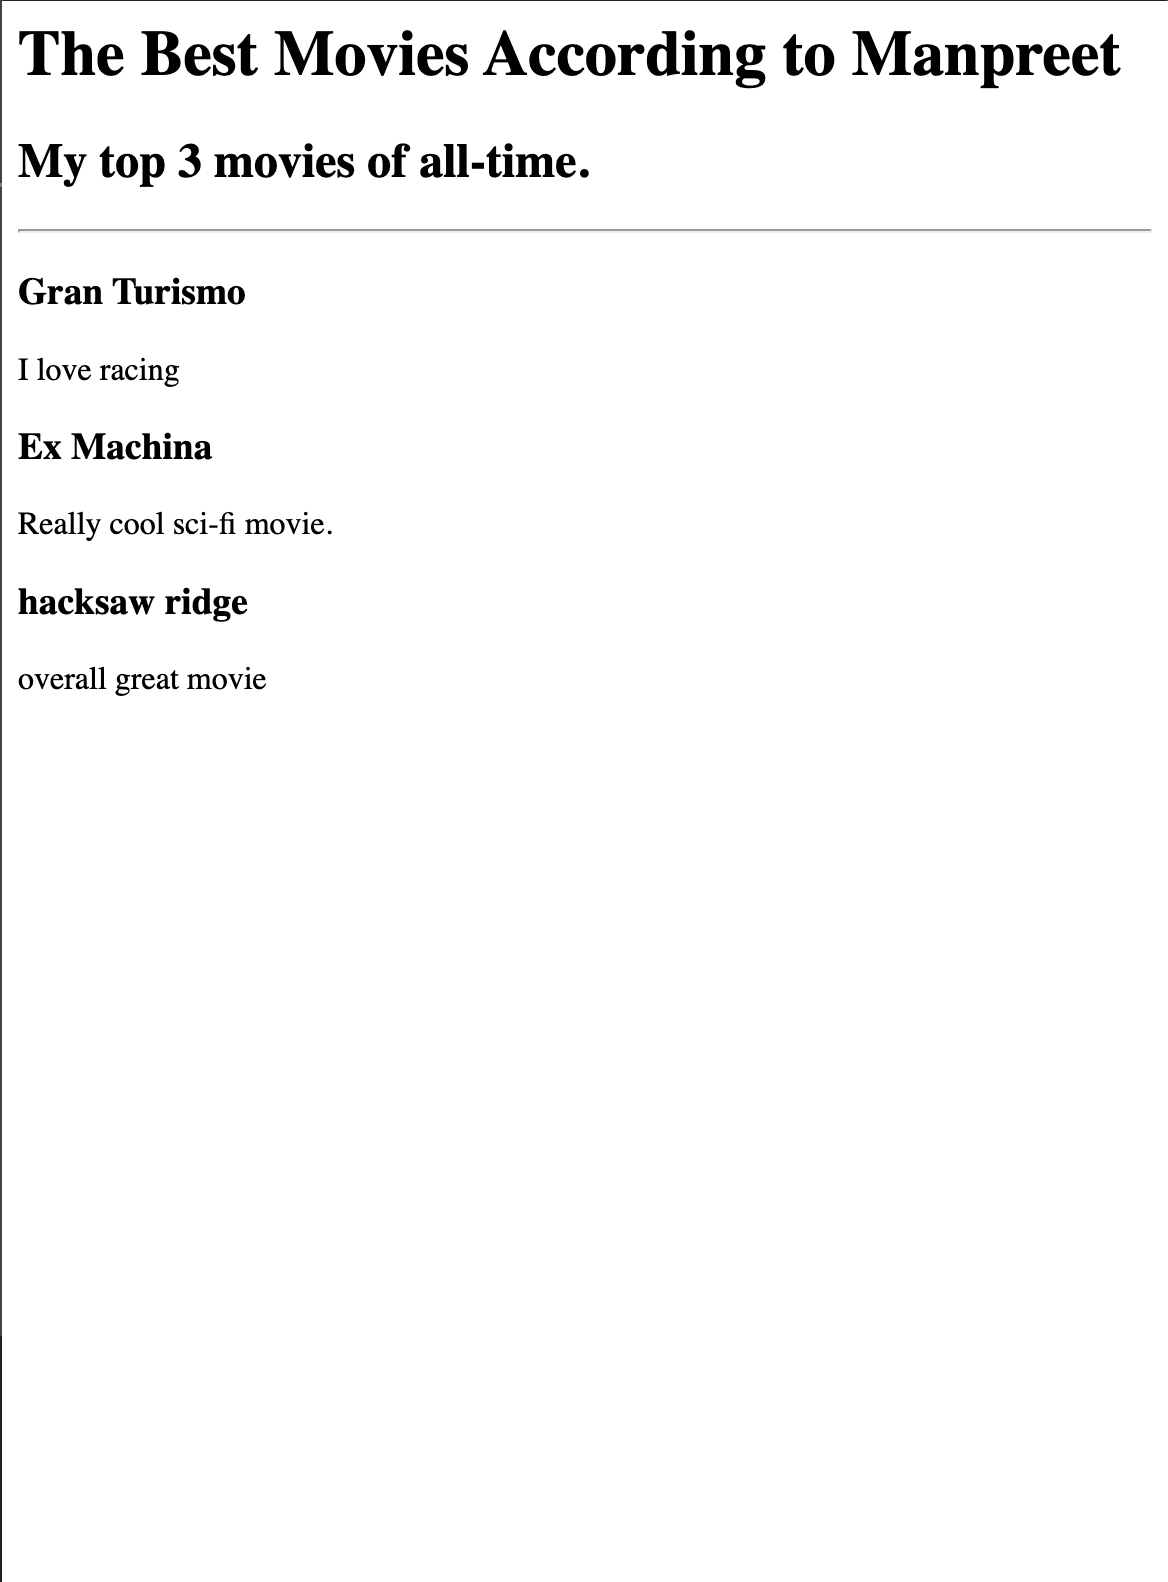 The Best Movies According to Manpreet
My top 3 movies of all-time.
Gran Turismo
I love racing
Ex Machina
Really cool sci-fi movie.
hacksaw ridge
overall great movie